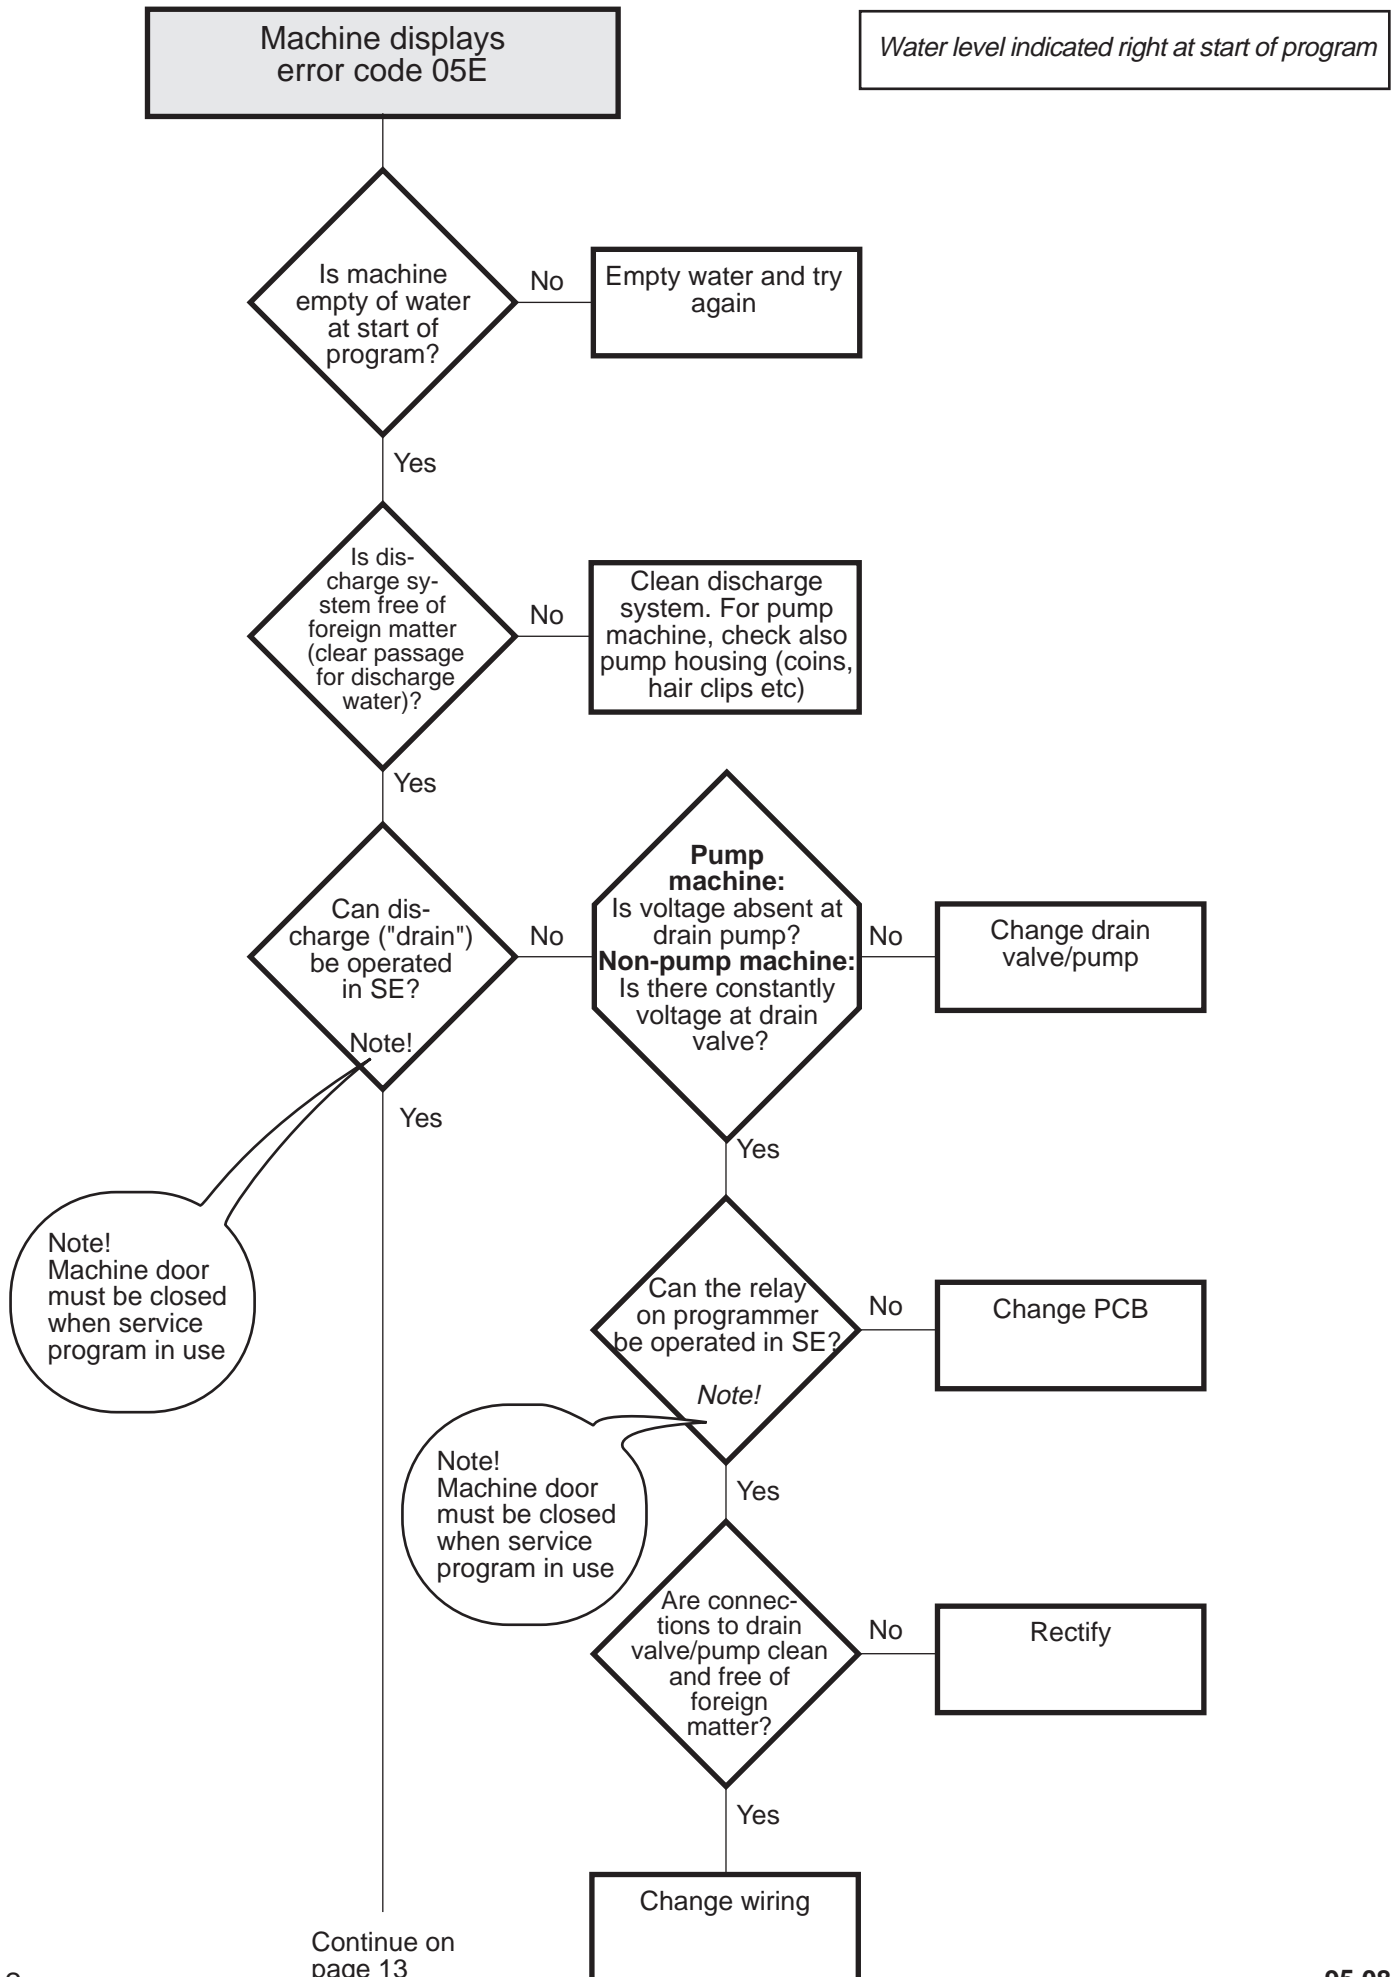 Machine displays
error code 05E
Water level indicated right at start of program
Is machine
empty of water
at start of
program?
No
Empty water and try
again
Yes
Is dis-
charge sy-
stem free of
foreign matter
(clear passage
for discharge
water)?
No
Clean discharge
system. For pump
machine, check also
pump housing (coins,
hair clips etc)
Yes
Can dis-
charge ("drain")
be operated
in SE?
Note!
No
Pump
machine:
Is voltage absent at
drain pump?
Non-pump machine:
Is there constantly
voltage at drain
valve?
No
Change drain
valve/pump
Yes
Note!
Machine door
must be closed
when service
program in use
Yes
Can the relay
on programmer
be operated in SE?
Note!
No
Change PCB
Note!
Machine door
must be closed
when service
program in use
Yes
Are connec-
tions to drain
valve/pump clean
and free of
foreign
matter?
No
Rectify
Yes
Change wiring
Continue on
page 13